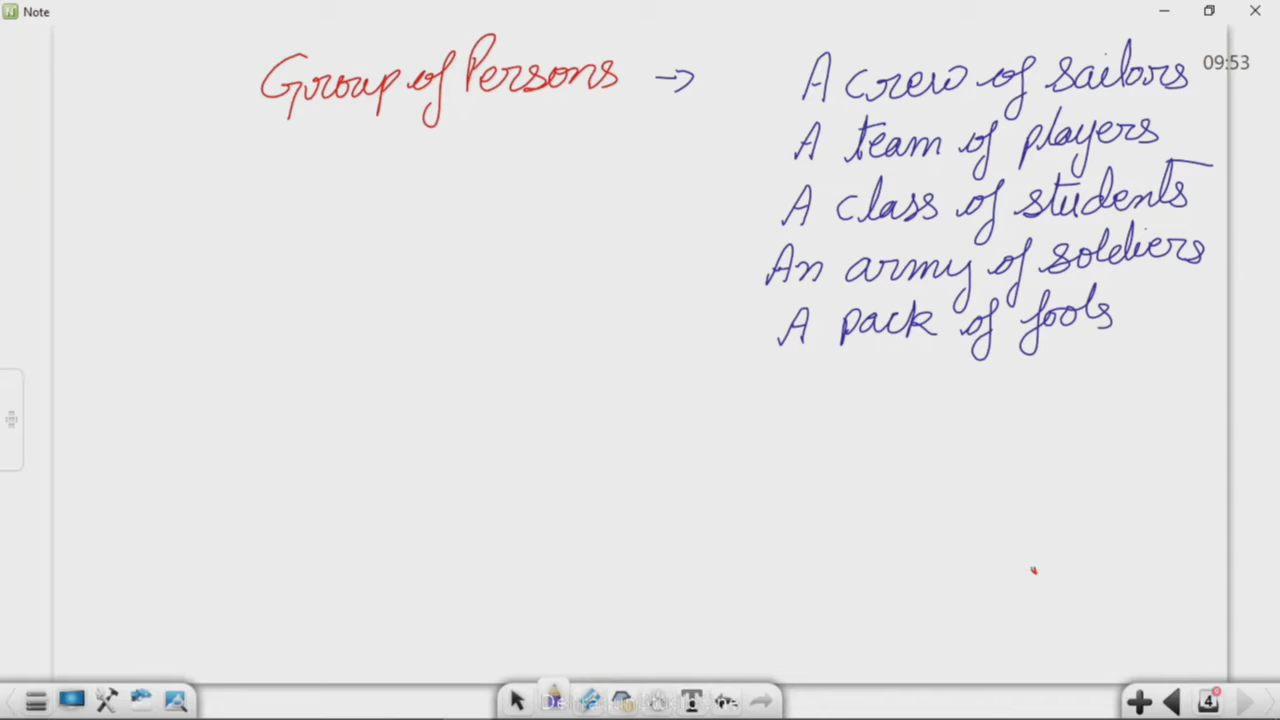 Note
09:53
Group of Persons → A crew of sailors
A team of players
A class of students
An army of soldiers
A pack of fools
4